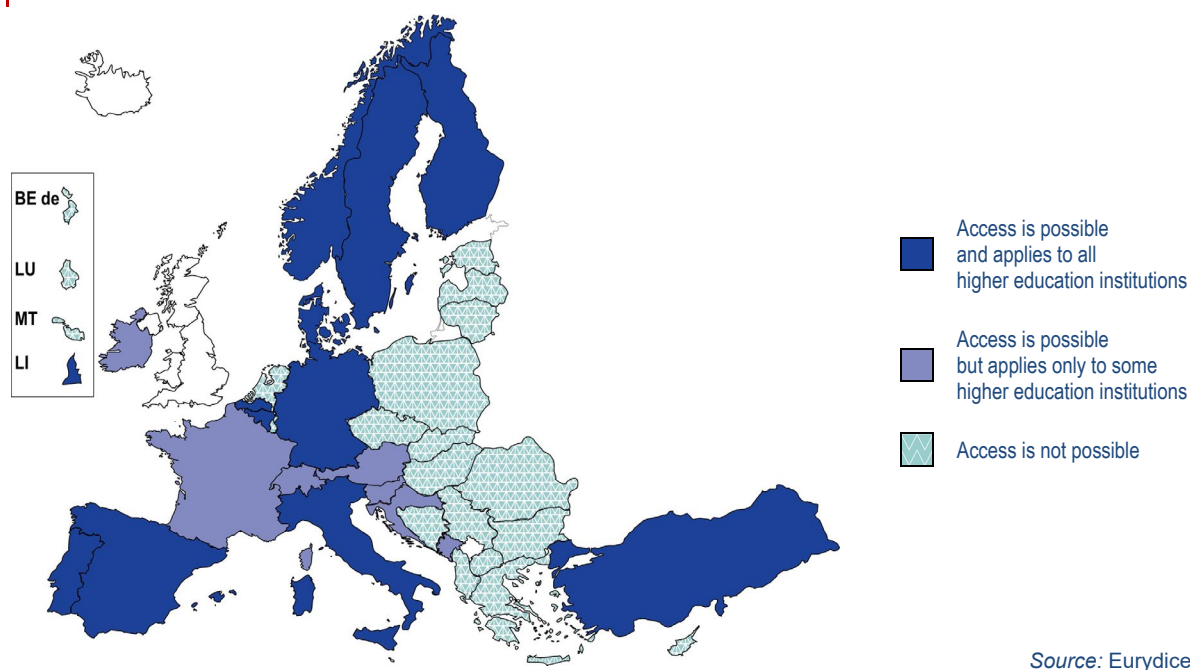 BE de
LU
MT
LI
Access is possible
and applies to all
higher education institutions
Access is possible
but applies only to some
higher education institutions
Access is not possible
Source: Eurydice